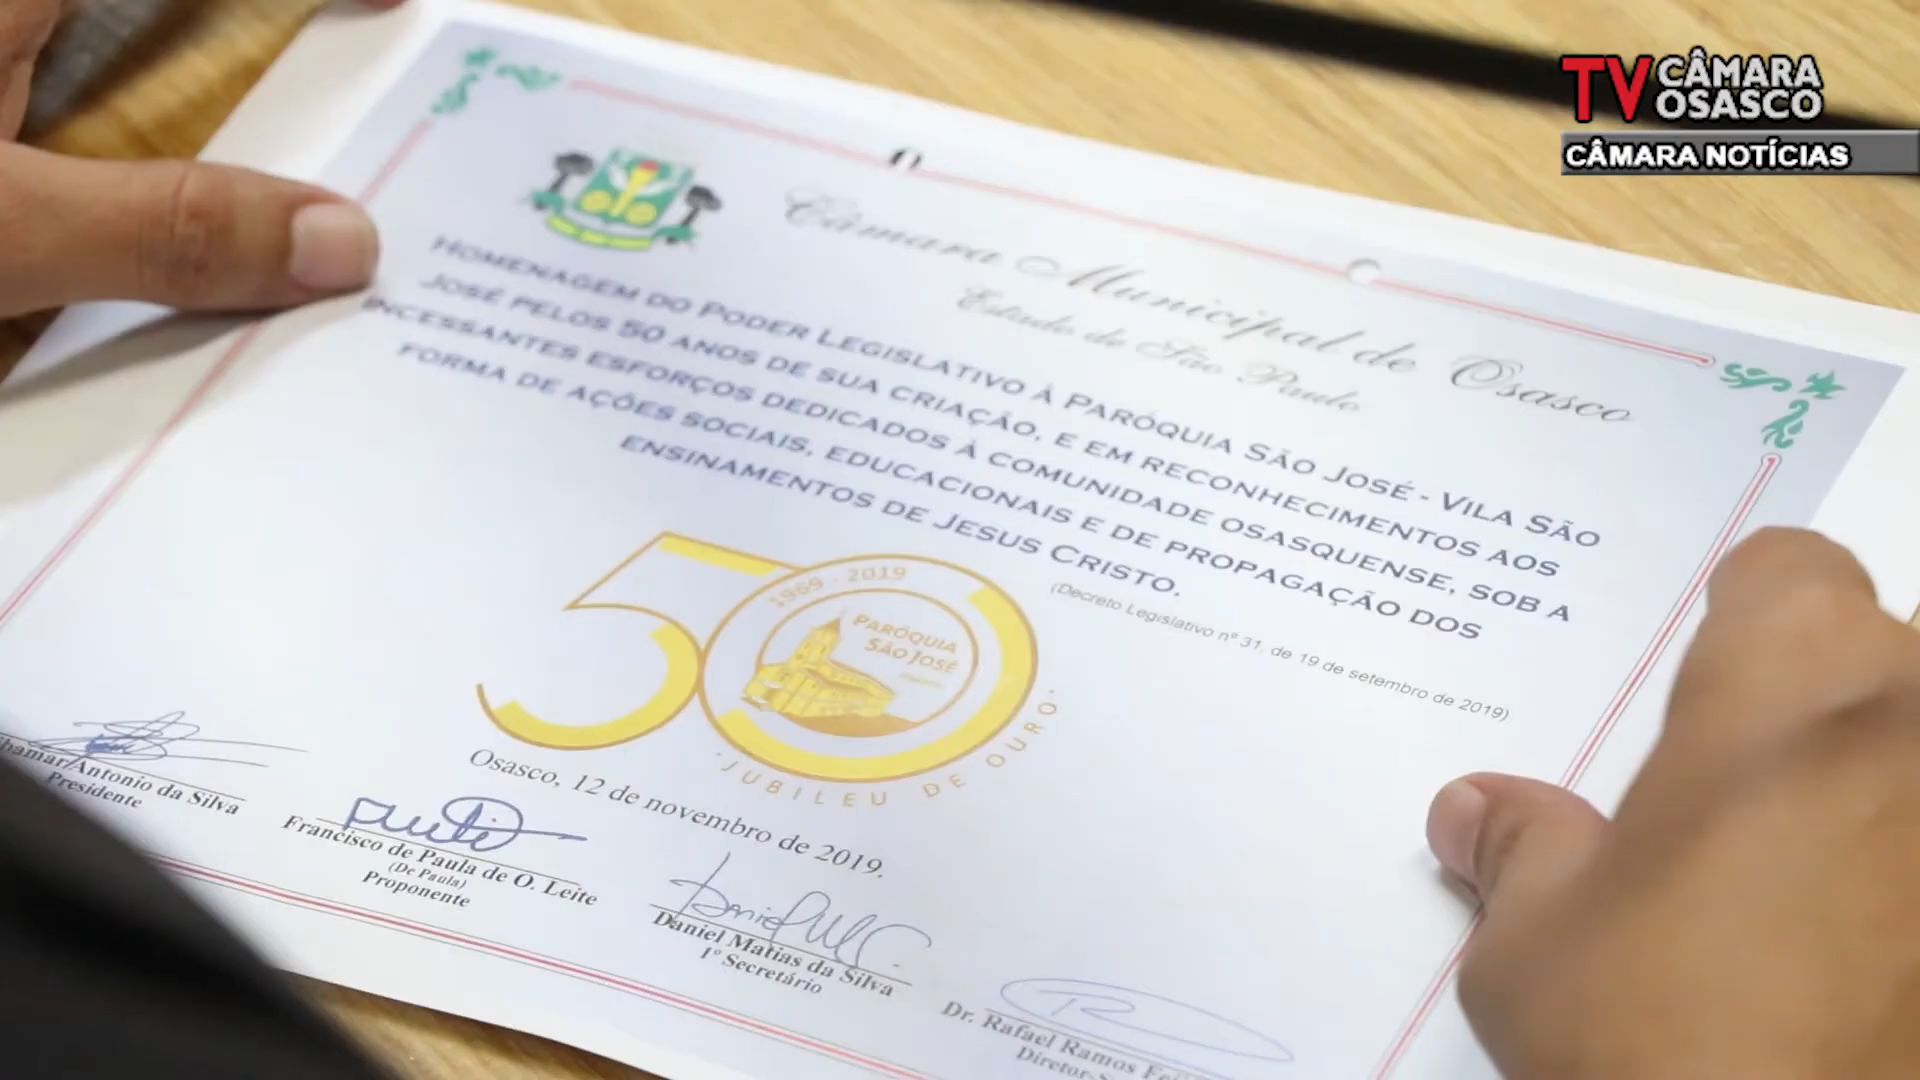 TV CÂMARA
OSASCO
CÂMARA NOTÍCIAS
Câmara Municipal de Osasco
Estado de São Paulo
Homenagem do Poder Legislativo à Paróquia São José - Vila São
José pelos 50 anos de sua criação, e em reconhecimentos aos
incessantes esforços dedicados à comunidade osasquense, sob a
forma de ações sociais, educacionais e de propagação dos
ensinamentos de Jesus Cristo.
(Decreto Legislativo nº 31, de 19 de setembro de 2019)
50
1969 - 2019
Paróquia
São José
JUBILEU DE OURO
Osasco, 12 de novembro de 2019.
Antonio da Silva
Presidente
Francisco de Paula de O. Leite
(De Paula)
Proponente
Daniel Matias da Silva
1º Secretário
Dr. Rafael Ramos